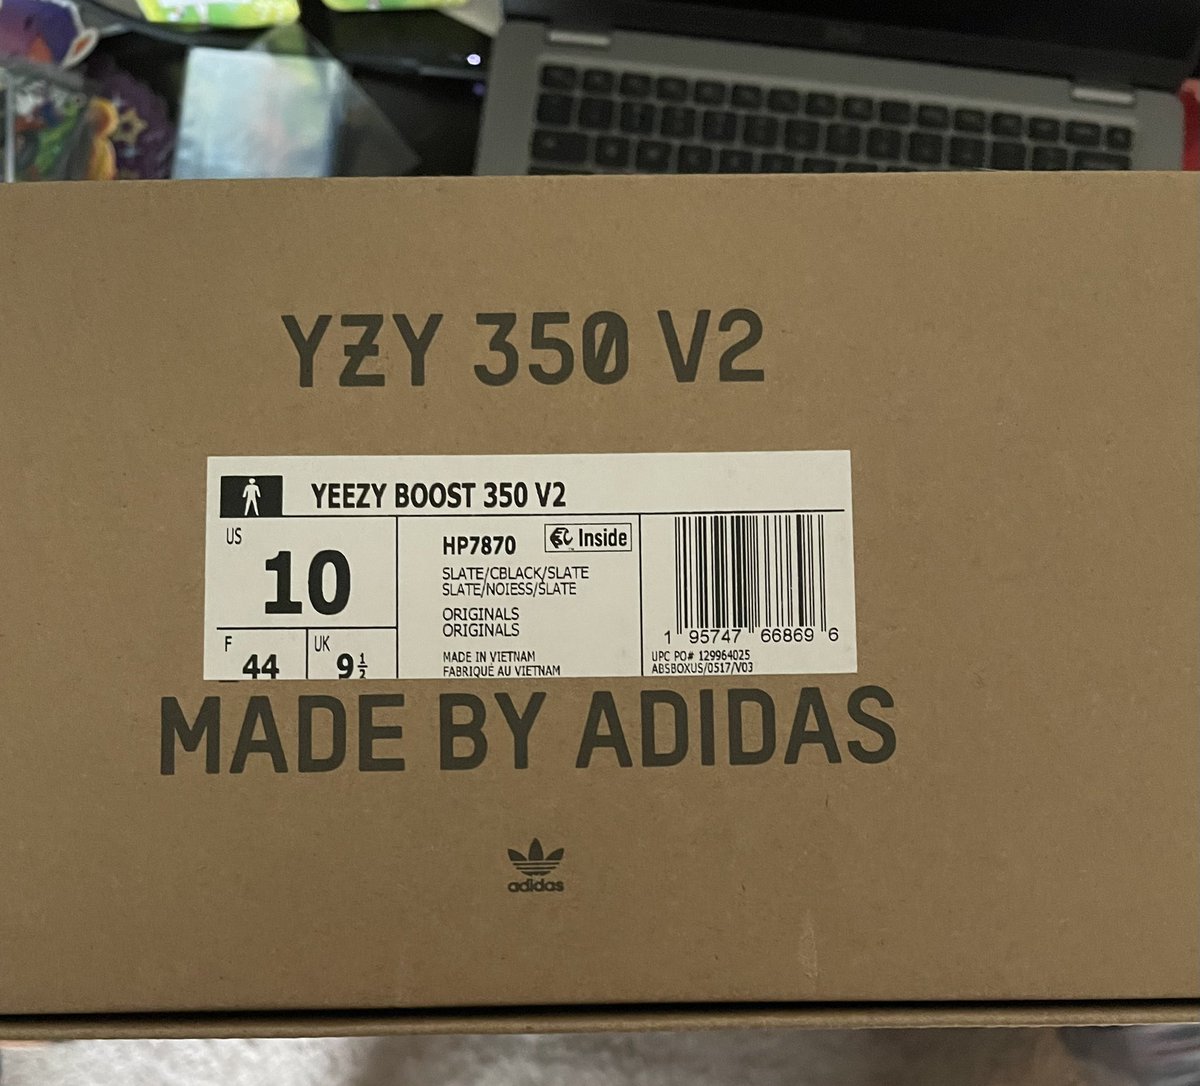 YZY 350 V2
YEEZY BOOST 350 V2
US
10
F
44
UK
9 1/2
HP7870
Inside
SLATE/CBLACK/SLATE
SLATE/NOIESS/SLATE
ORIGINALS
ORIGINALS
MADE IN VIETNAM
FABRIQUÉ AU VIETNAM
1 95747 66869 6
UPC PO# 129964025
ABSBOXUS/0517/V03
MADE BY ADIDAS
adidas